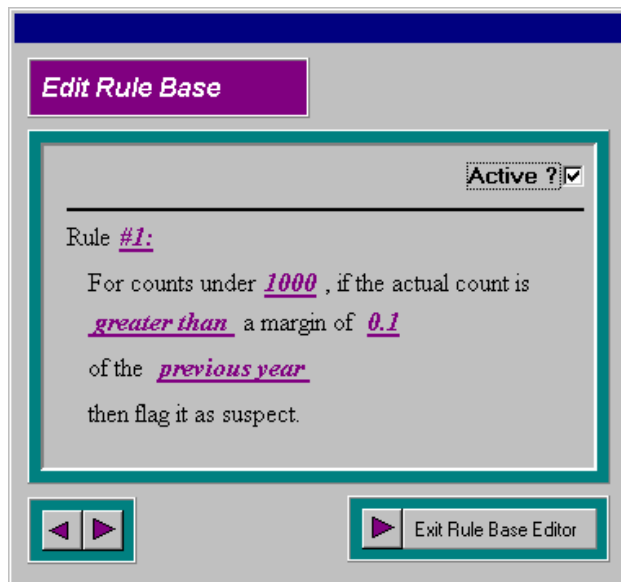 Edit Rule Base
Active ?
Rule #1:
For counts under 1000 , if the actual count is
greater than a margin of 0.1
of the previous year
then flag it as suspect.
Exit Rule Base Editor